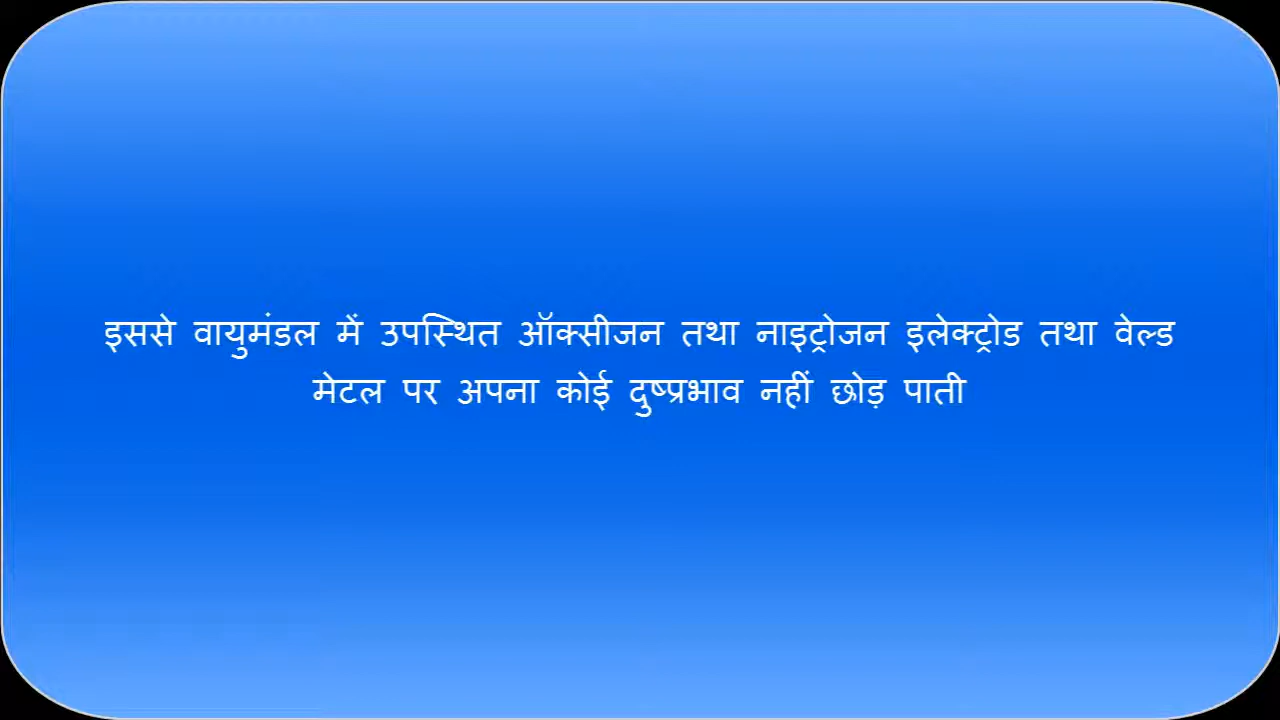 इससे वायुमंडल में उपस्थित ऑक्सीजन तथा नाइट्रोजन इलेक्ट्रोड तथा वेल्ड
मेटल पर अपना कोई दुष्प्रभाव नहीं छोड़ पाती